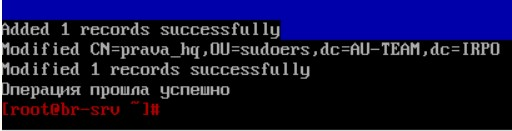 Added 1 records successfully
Modified CN=prava_hq,OU=sudoers,dc=AU-TEAM,dc=IRPO
Modified 1 records successfully
Операция прошла успешно
[root@br-srv ~]#